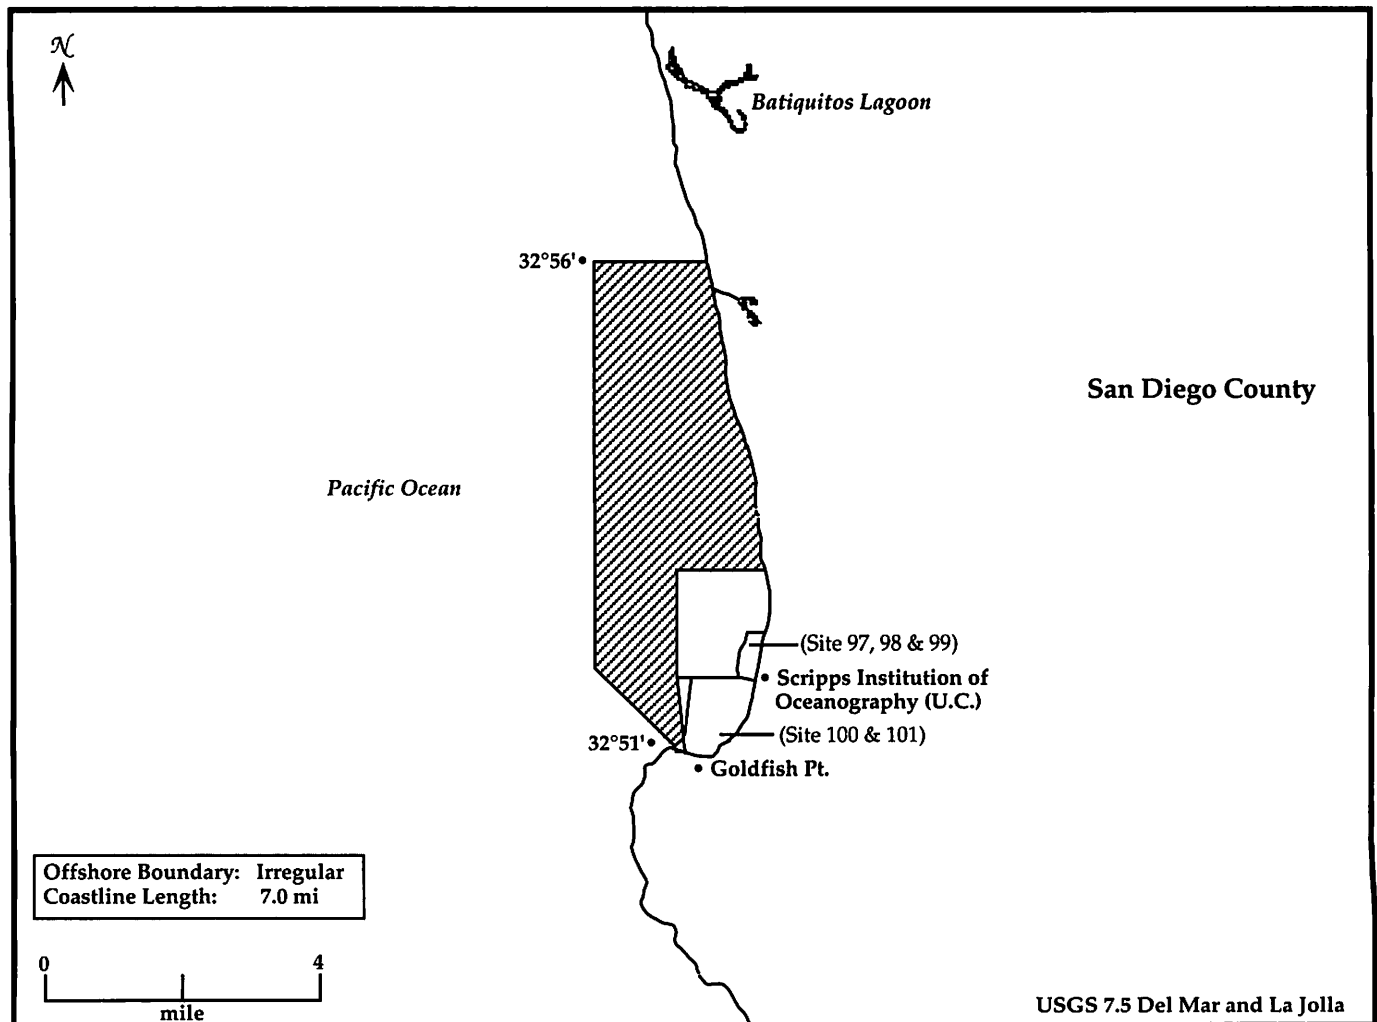 N
Batiquitos Lagoon
32°56'
San Diego County
Pacific Ocean
(Site 97, 98 & 99)
Scripps Institution of
Oceanography (U.C.)
(Site 100 & 101)
32°51'
Goldfish Pt.
Offshore Boundary: Irregular
Coastline Length: 7.0 mi
0 4
mile
USGS 7.5 Del Mar and La Jolla